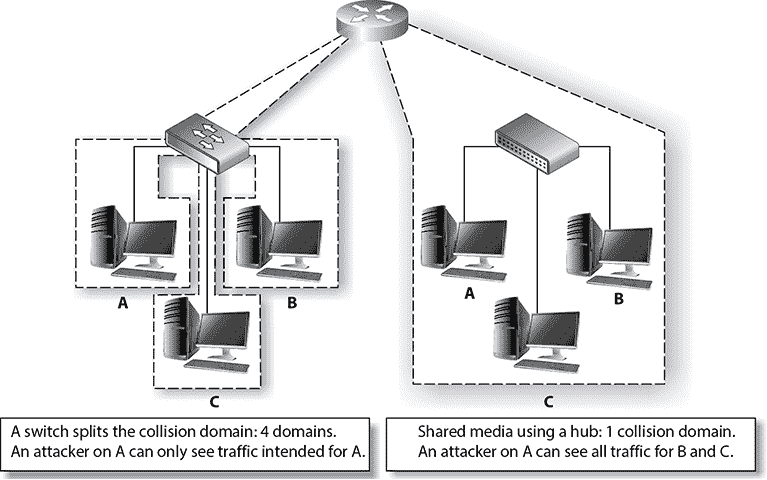 A
B
C
A
B
C
A switch splits the collision domain: 4 domains.
An attacker on A can only see traffic intended for A.
Shared media using a hub: 1 collision domain.
An attacker on A can see all traffic for B and C.